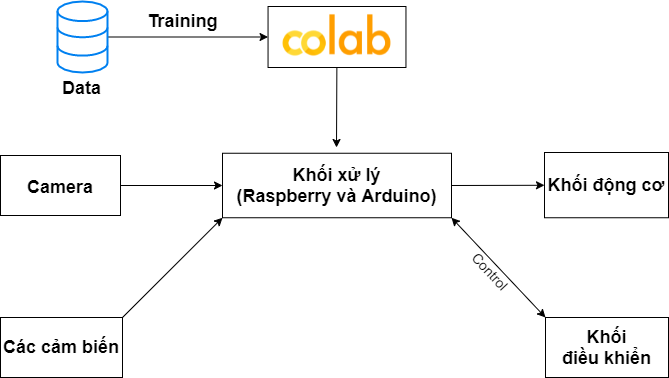 Training
colab
Data
Khối xử lý
(Raspberry và Arduino)
Camera
Khối động cơ
Control
Các cảm biến
Khối
điều khiển